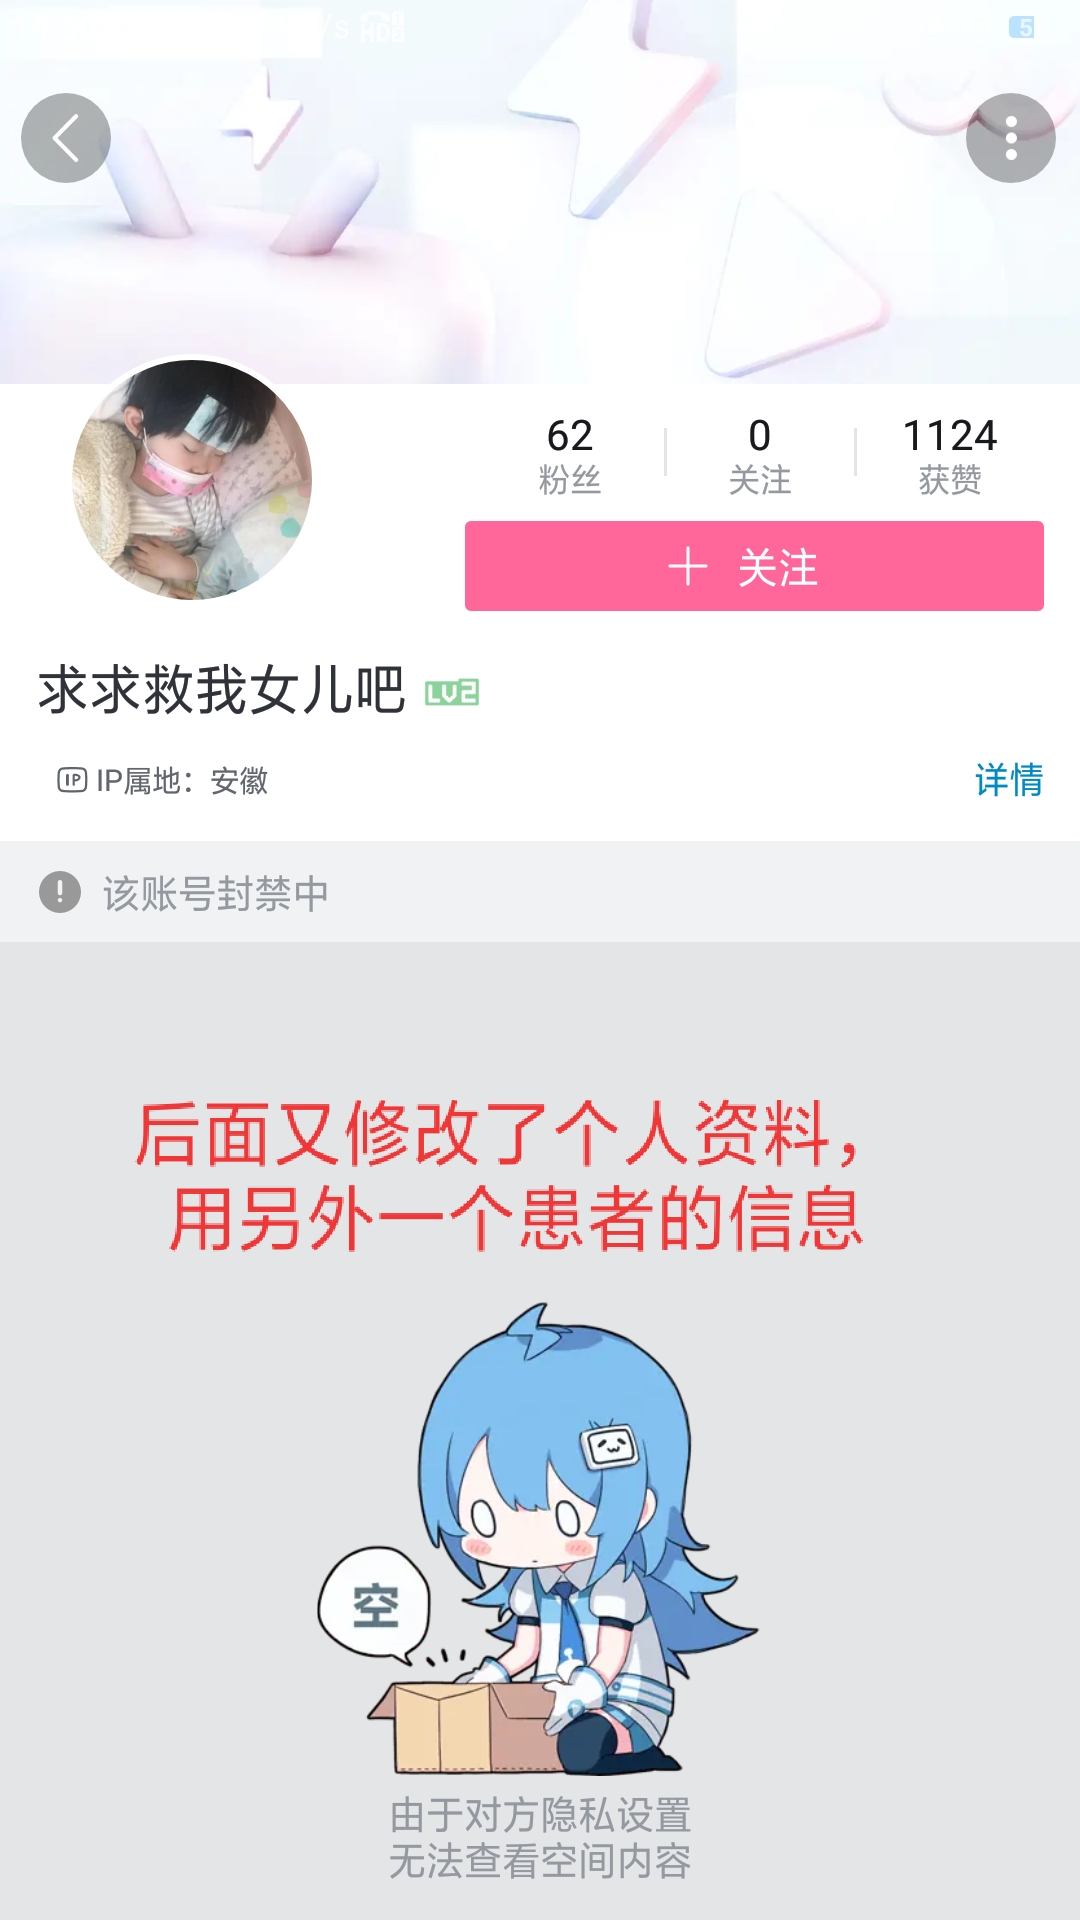 /s HD
5
62
粉丝
0
关注
1124
获赞
关注
求求救我女儿吧 LV2
IP IP属地：安徽
详情
该账号封禁中
后面又修改了个人资料，
用另外一个患者的信息
空
由于对方隐私设置
无法查看空间内容